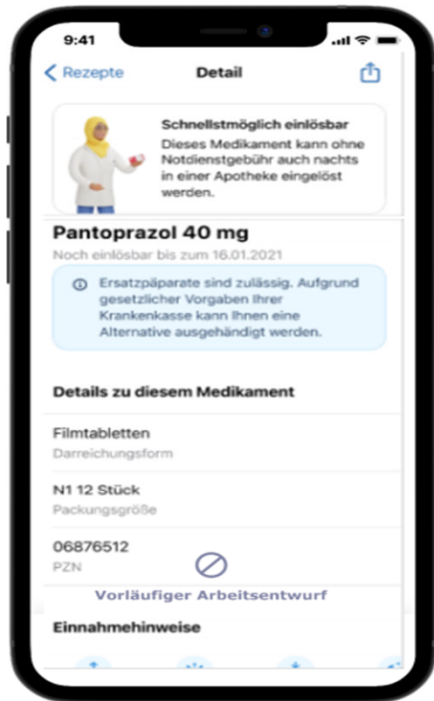 9:41
Rezepte
Detail
Schnellstmöglich einlösbar
Dieses Medikament kann ohne
Notdienstgebühr auch nachts
in einer Apotheke eingelöst
werden.
Pantoprazol 40 mg
Noch einlösbar bis zum 16.01.2021
Ersatzpäparate sind zulässig. Aufgrund
gesetzlicher Vorgaben Ihrer
Krankenkasse kann Ihnen eine
Alternative ausgehändigt werden.
Details zu diesem Medikament
Filmtabletten
Darreichungsform
N1 12 Stück
Packungsgröße
06876512
PZN
Vorläufiger Arbeitsentwurf
Einnahmehinweise